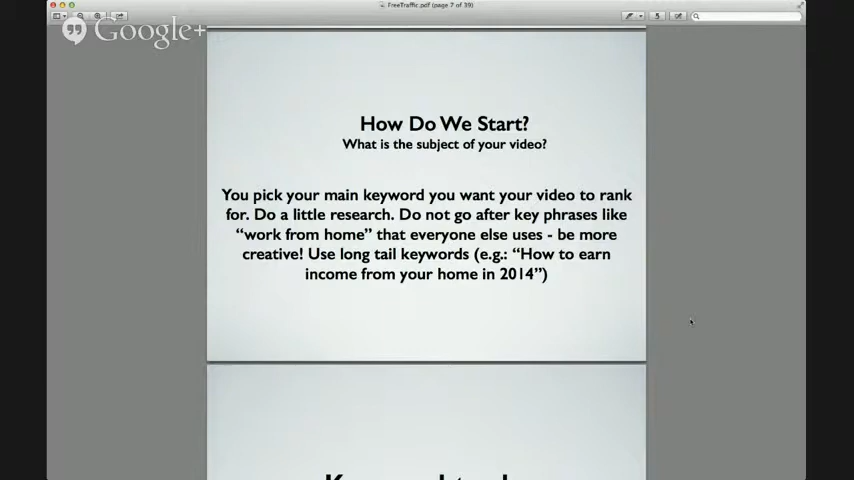 FreeTraffic.pdf (page 7 of 39)
Google+
How Do We Start?
What is the subject of your video?
You pick your main keyword you want your video to rank
for. Do a little research. Do not go after key phrases like
“work from home” that everyone else uses - be more
creative! Use long tail keywords (e.g.: “How to earn
income from your home in 2014”)